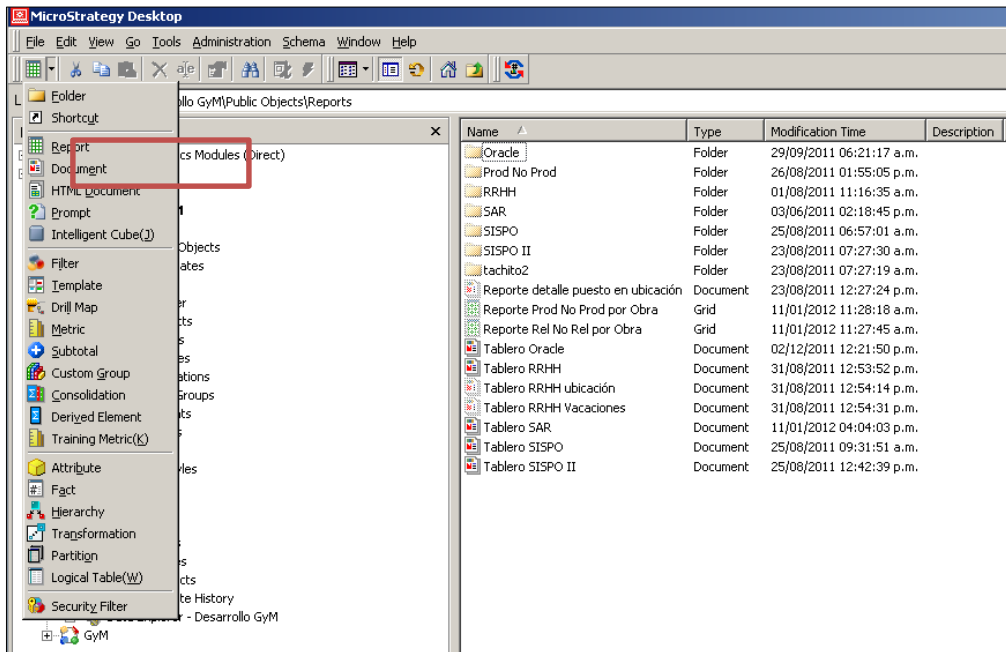 MicroStrategy Desktop
File Edit View Go Tools Administration Schema Window Help
L llo GyM\Public Objects\Reports
Folder
Shortcut
Report
Document
HTML Document
Prompt
Intelligent Cube(J)
Filter
Template
Drill Map
Metric
Subtotal
Custom Group
Consolidation
Derived Element
Training Metric(K)
Attribute
Fact
Hierarchy
Transformation
Partition
Logical Table(W)
Security Filter
cs Modules (Direct)
Objects
ates
er
cts
s
es
ations
Groups
nts
s
yles
s
es
cts
te History
r - Desarrollo GyM
GyM
Name Type Modification Time Description
Oracle Folder 29/09/2011 06:21:17 a.m.
Prod No Prod Folder 26/08/2011 01:55:05 p.m.
RRHH Folder 01/08/2011 11:16:35 a.m.
SAR Folder 03/06/2011 02:18:45 p.m.
SISPO Folder 25/08/2011 06:57:01 a.m.
SISPO II Folder 23/08/2011 07:27:30 a.m.
tachito2 Folder 23/08/2011 07:27:19 a.m.
Reporte detalle puesto en ubicación Document 23/08/2011 12:27:24 p.m.
Reporte Prod No Prod por Obra Grid 11/01/2012 11:28:18 a.m.
Reporte Rel No Rel por Obra Grid 11/01/2012 11:27:45 a.m.
Tablero Oracle Document 02/12/2011 12:21:50 p.m.
Tablero RRHH Document 31/08/2011 12:53:52 p.m.
Tablero RRHH ubicación Document 31/08/2011 12:54:14 p.m.
Tablero RRHH Vacaciones Document 31/08/2011 12:54:31 p.m.
Tablero SAR Document 11/01/2012 04:04:03 p.m.
Tablero SISPO Document 25/08/2011 09:31:51 a.m.
Tablero SISPO II Document 25/08/2011 12:42:39 p.m.